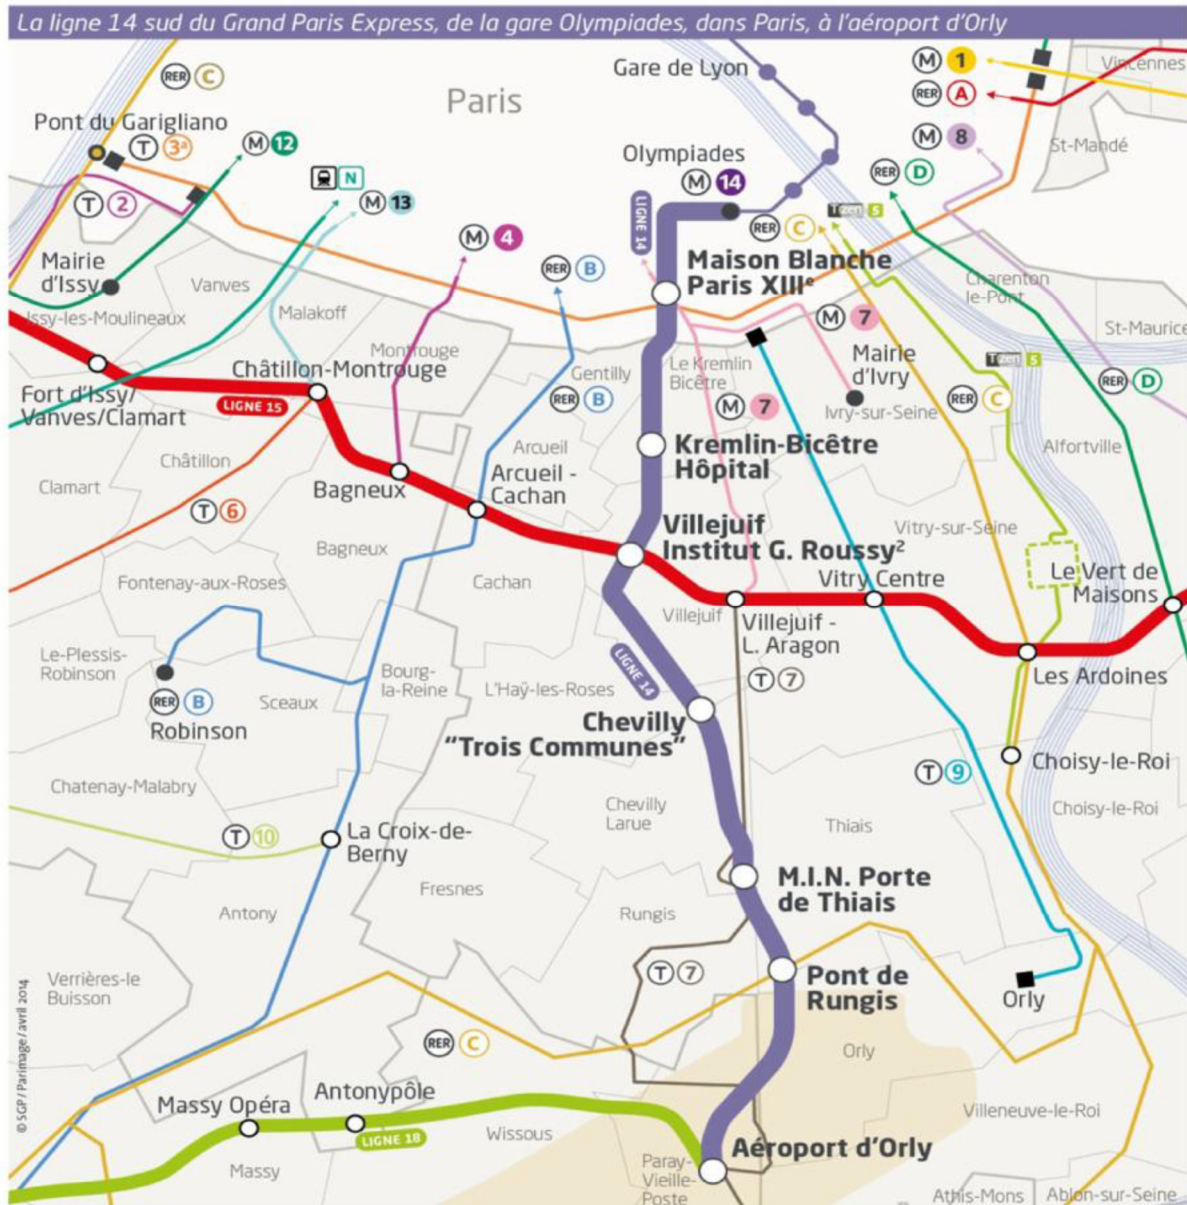 La ligne 14 sud du Grand Paris Express, de la gare Olympiades, dans Paris, à l'aéroport d'Orly
RER C
Gare de Lyon
M 1
Vincennes
Paris
RER A
Pont du Garigliano
T 3a
M 12
M 8
St-Mandé
Olympiades
M 14
RER D
N
T 2
M 13
Tzen 5
LIGNE 14
RER C
M 4
Mairie
d'Issy
Vanves
RER B
Maison Blanche
Paris XIIIe
Charenton
le-Pont
Issy-les-Moulineaux
Malakoff
M 7
St-Maurice
Montrouge
Le Kremlin
Bicêtre
Mairie
d'Ivry
Tzen 5
Châtillon-Montrouge
Gentilly
RER D
Fort d'Issy/
Vanves/Clamart
LIGNE 15
RER B
M 7
Ivry-sur-Seine
RER C
Châtillon
Arcueil
Kremlin-Bicêtre
Hôpital
Alfortville
Clamart
Bagneux
Arcueil -
Cachan
T 6
Villejuif
Institut G. Roussy2
Vitry-sur-Seine
Bagneux
Fontenay-aux-Roses
Cachan
Vitry Centre
Le Vert de
Maisons
Villejuif
Villejuif -
L. Aragon
Le-Plessis-
Robinson
Bourg-
la-Reine
LIGNE 14
T 7
Les Ardoines
RER B
Sceaux
L'Haÿ-les-Roses
Robinson
Chevilly
"Trois Communes"
Choisy-le-Roi
T 9
Chatenay-Malabry
Chevilly
Larue
Thiais
Choisy-le-Roi
T 10
La Croix-de-
Berny
M.I.N. Porte
de Thiais
Fresnes
Antony
Rungis
Verrières-le
Buisson
T 7
Pont de
Rungis
Orly
RER C
Orly
© SGP / Parimage / avril 2014
Antonypôle
Massy Opéra
LIGNE 18
Wissous
Villeneuve-le-Roi
Aéroport d'Orly
Massy
Paray-
Vieille-
Poste
Athis-Mons
Ablon-sur-Seine